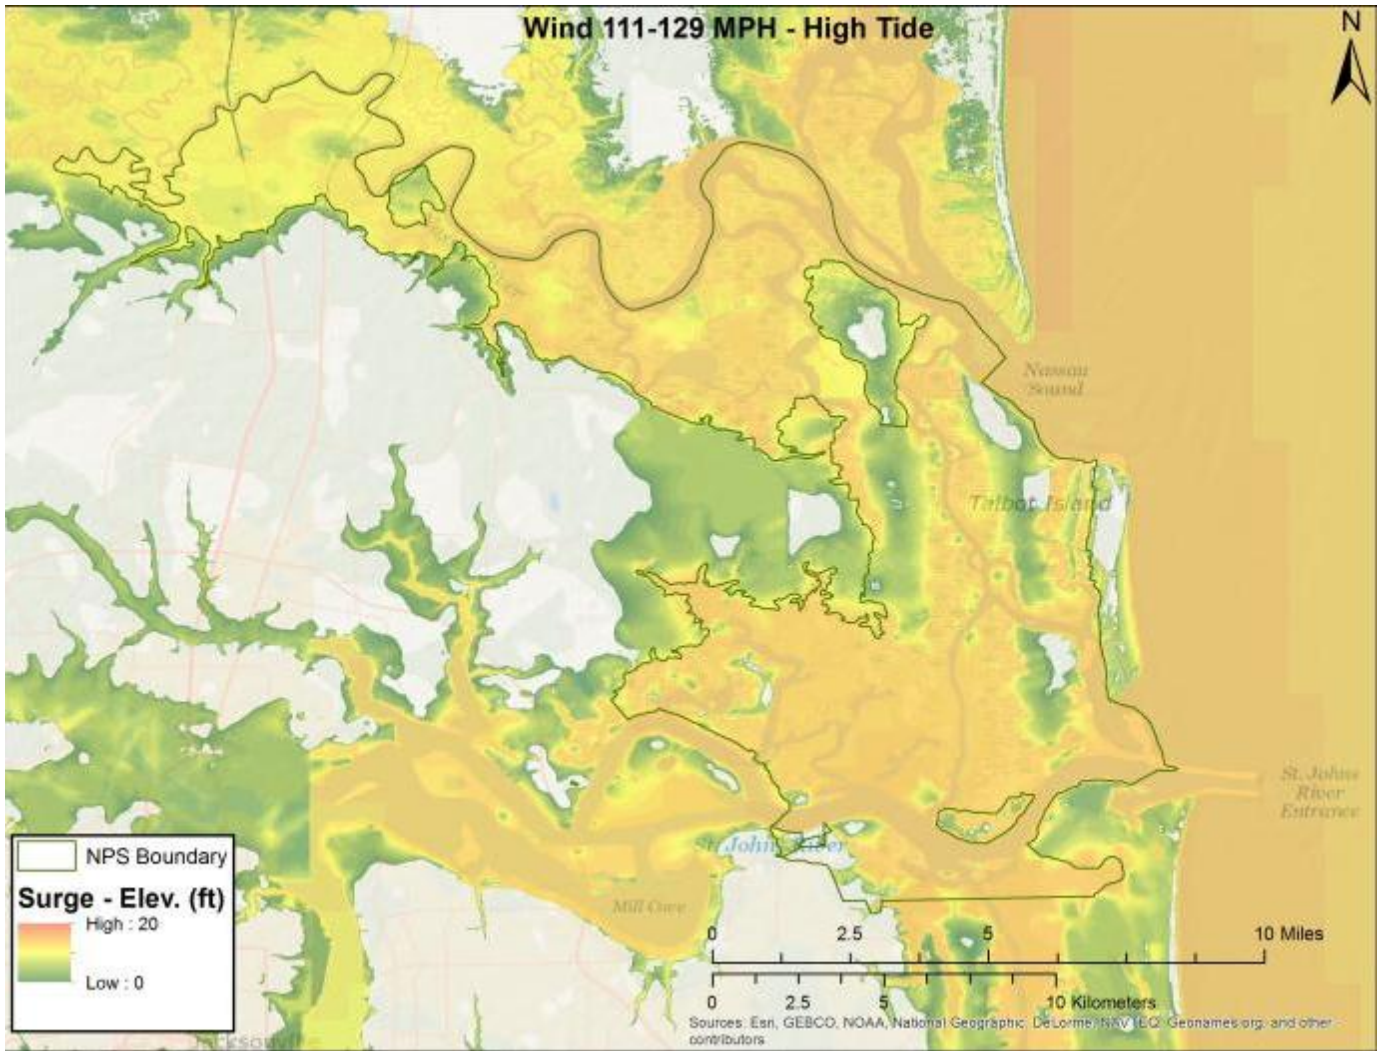 Wind 111-129 MPH - High Tide
N
Nassau
Sound
Talbot Island
St. Johns
River
Entrance
St. Johns River
Mill Cove
NPS Boundary
Surge - Elev. (ft)
High : 20
Low : 0
0 2.5 5 10 Miles
0 2.5 5 10 Kilometers
Jacksonville
Sources: Esri, GEBCO, NOAA, National Geographic, DeLorme, NAVTEQ, Geonames.org, and other
contributors